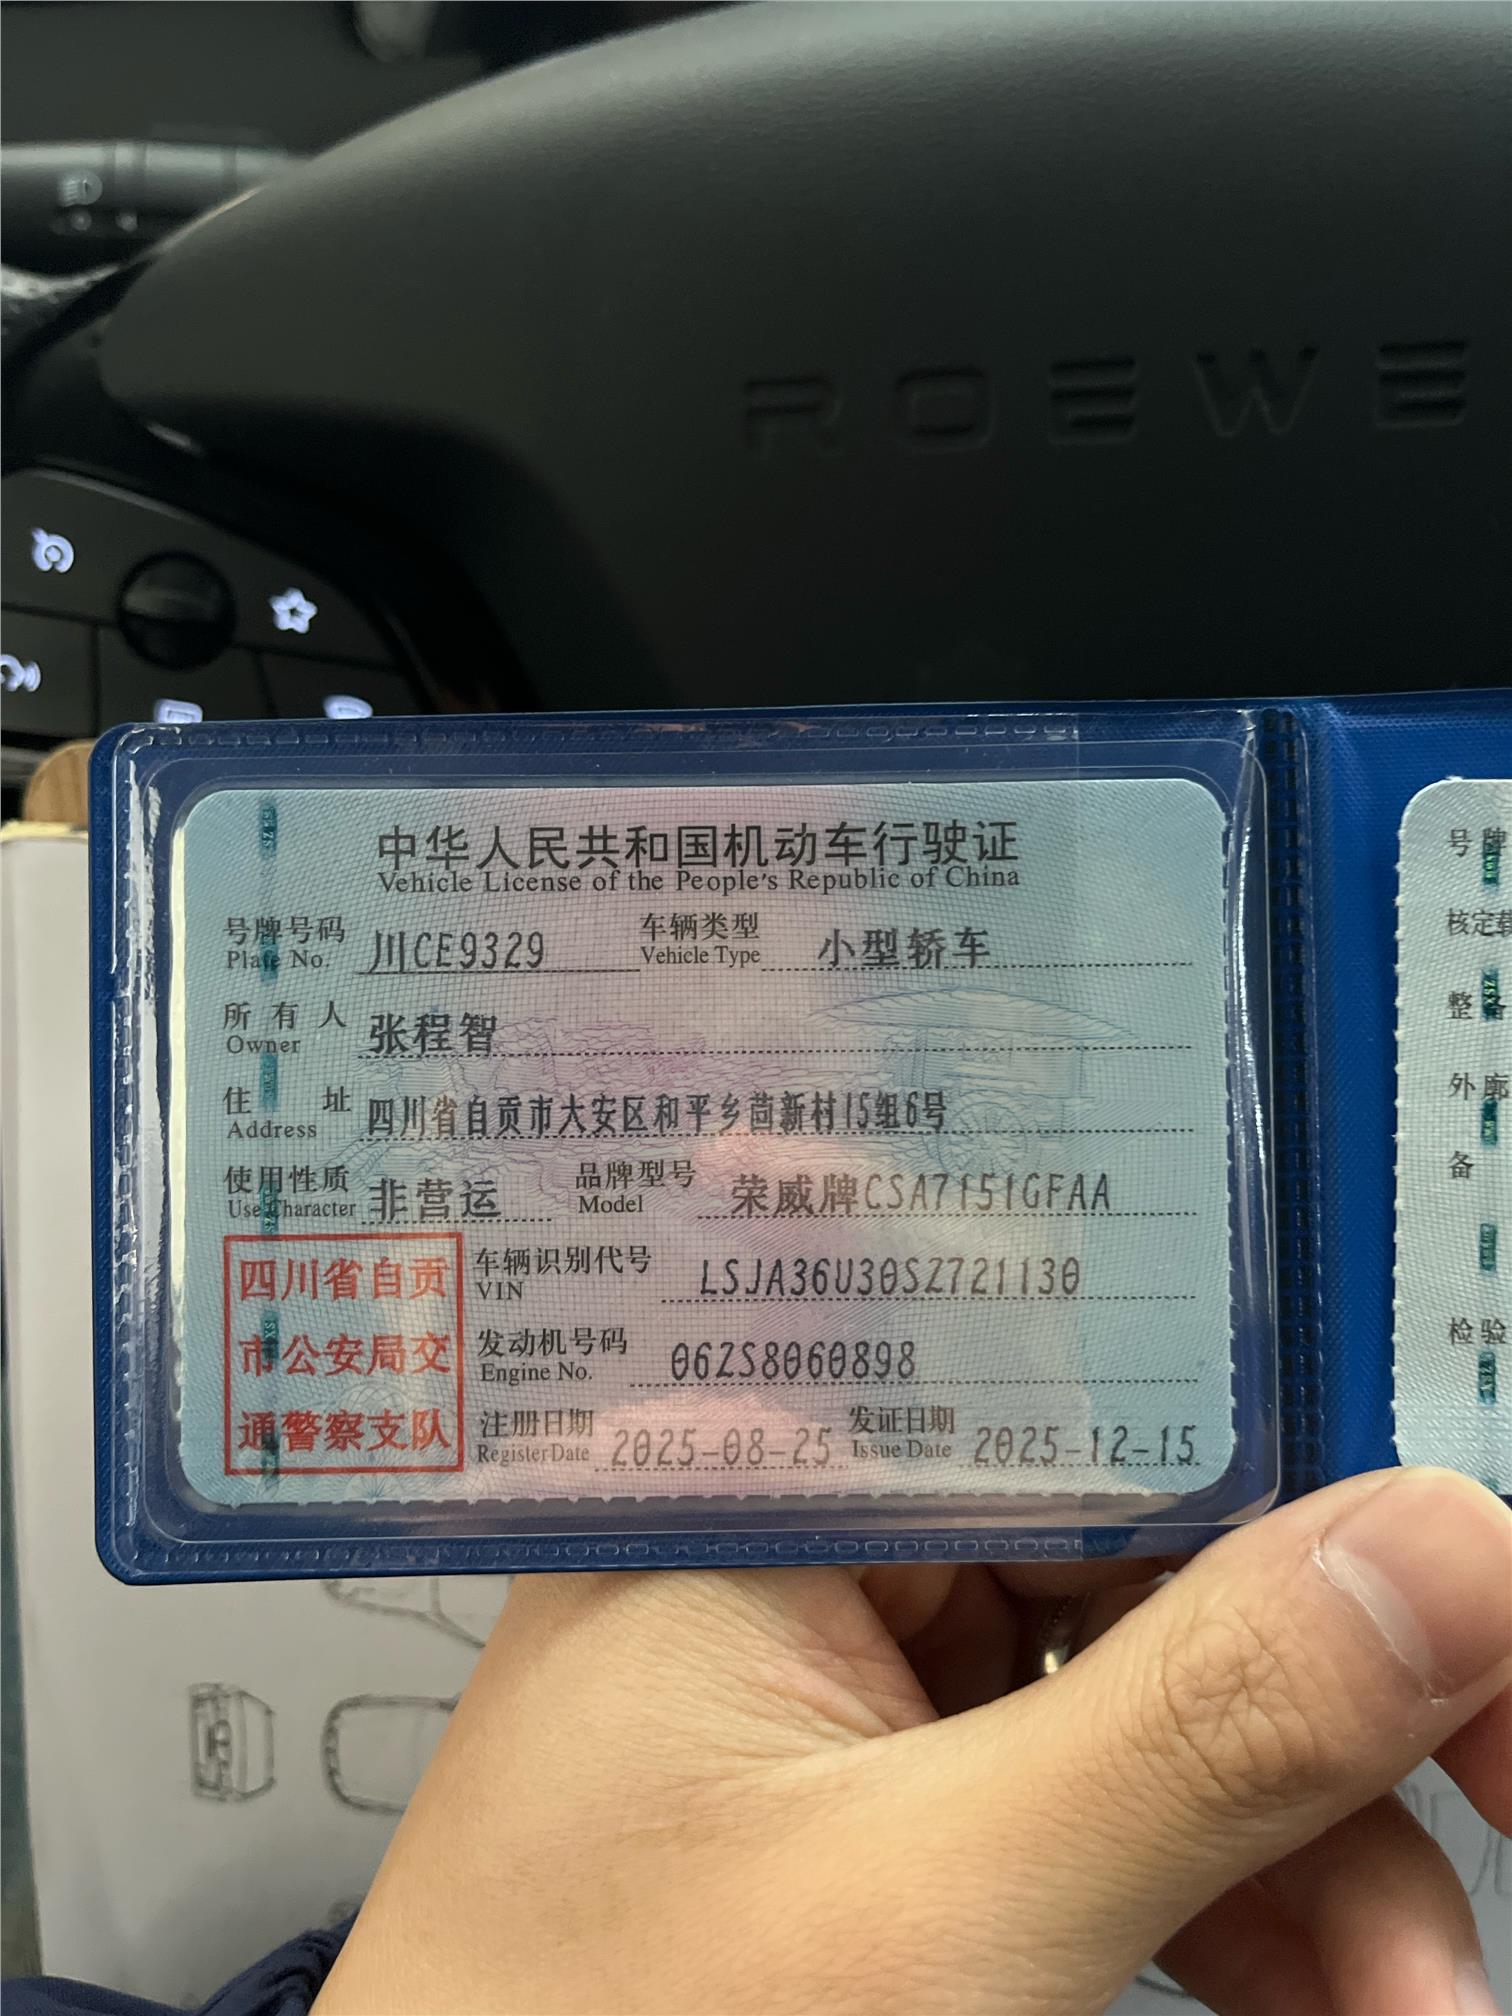 ROEWE
中华人民共和国机动车行驶证
Vehicle License of the People's Republic of China
号牌号码 川CE9329 车辆类型 小型轿车
Plate No. Vehicle Type
所有人 张程智
Owner
住址 四川省自贡市大安区和平乡茴新村15组6号
Address
使用性质 非营运 品牌型号 荣威牌CSA7151GFAA
Use Character Model
四川省自贡
市公安局交
通警察支队
车辆识别代号 LSJA36U30SZ721130
VIN
发动机号码 06ZS8060898
Engine No.
注册日期 2025-08-25 发证日期 2025-12-15
Register Date Issue Date
号牌
核定载
整备
外廓
备
检验